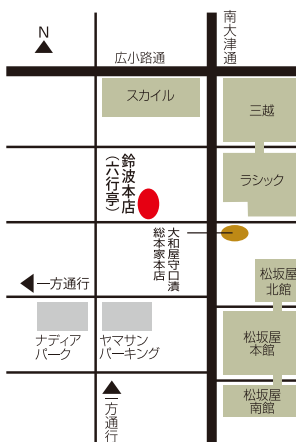 N
広小路通
南大津通
スカイル
三越
ラシック
鈴波本店
(六行亭)
大和屋守口漬
総本家本店
松坂屋
北館
一方通行
ナディア
パーク
ヤマサン
パーキング
松坂屋
本館
一方通行
松坂屋
南館